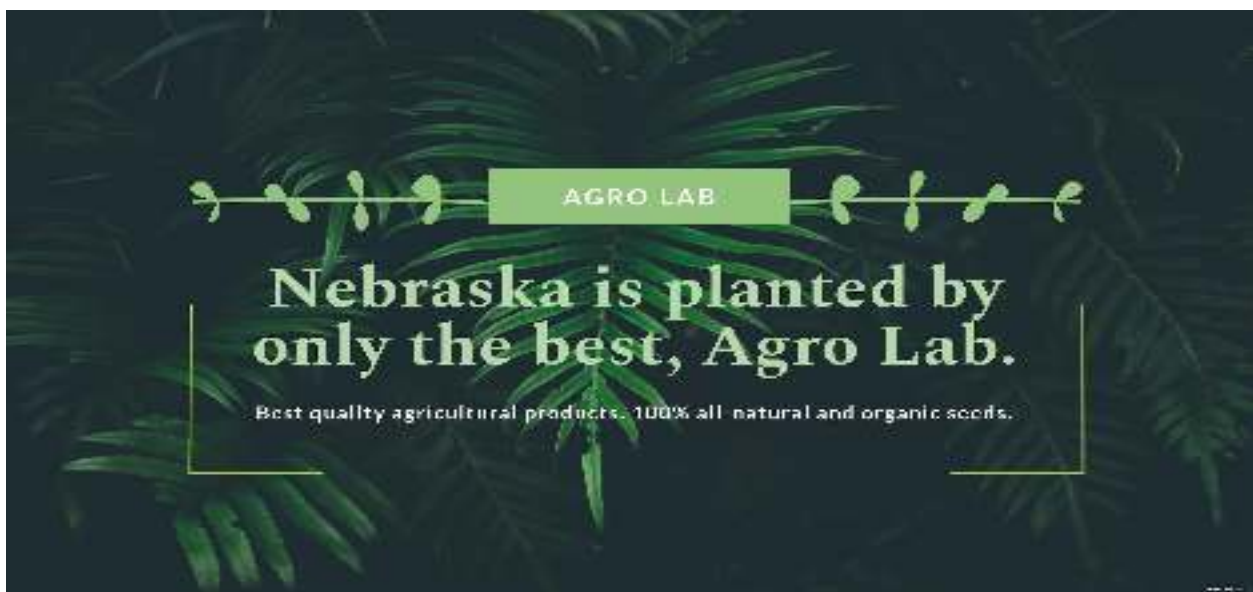 AGRO LAB
Nebraska is planted by
only the best, Agro Lab.
Best quality agricultural products. 100% all-natural and organic seeds.